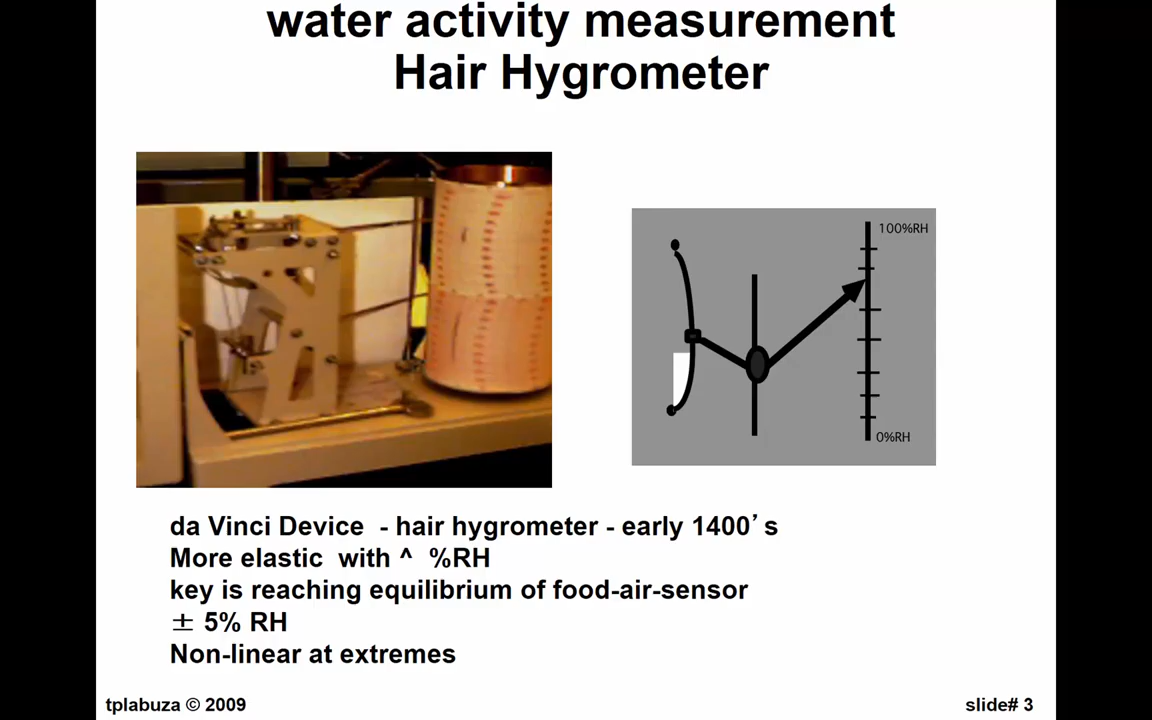 water activity measurement
Hair Hygrometer
100%RH
0%RH
da Vinci Device - hair hygrometer - early 1400's
More elastic with ^ %RH
key is reaching equilibrium of food-air-sensor
± 5% RH
Non-linear at extremes
tplabuza © 2009
slide# 3